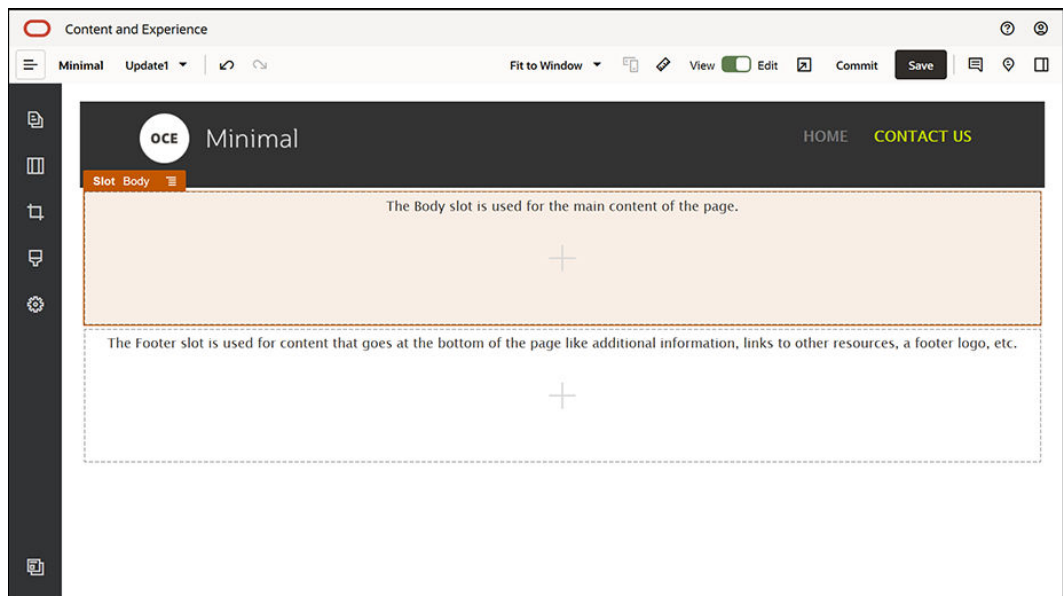 Content and Experience
Minimal Update1 Fit to Window View Edit Commit Save
OCE Minimal HOME CONTACT US
Slot Body
The Body slot is used for the main content of the page.
The Footer slot is used for content that goes at the bottom of the page like additional information, links to other resources, a footer logo, etc.